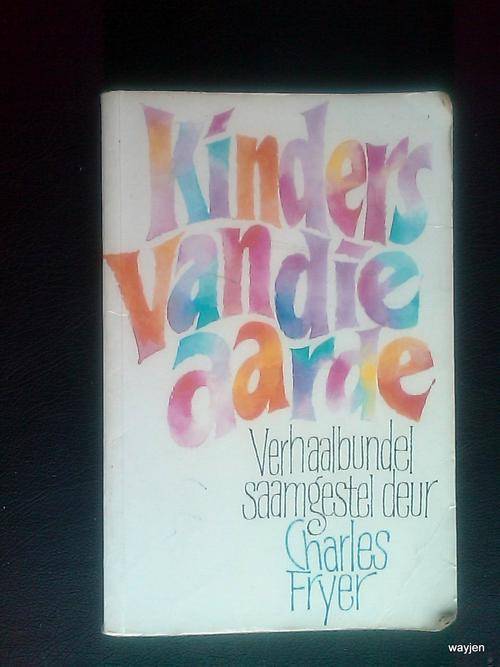 Kinders
van die
aarde
Verhaalbundel
saamgestel deur
Charles
Fryer
wayjen